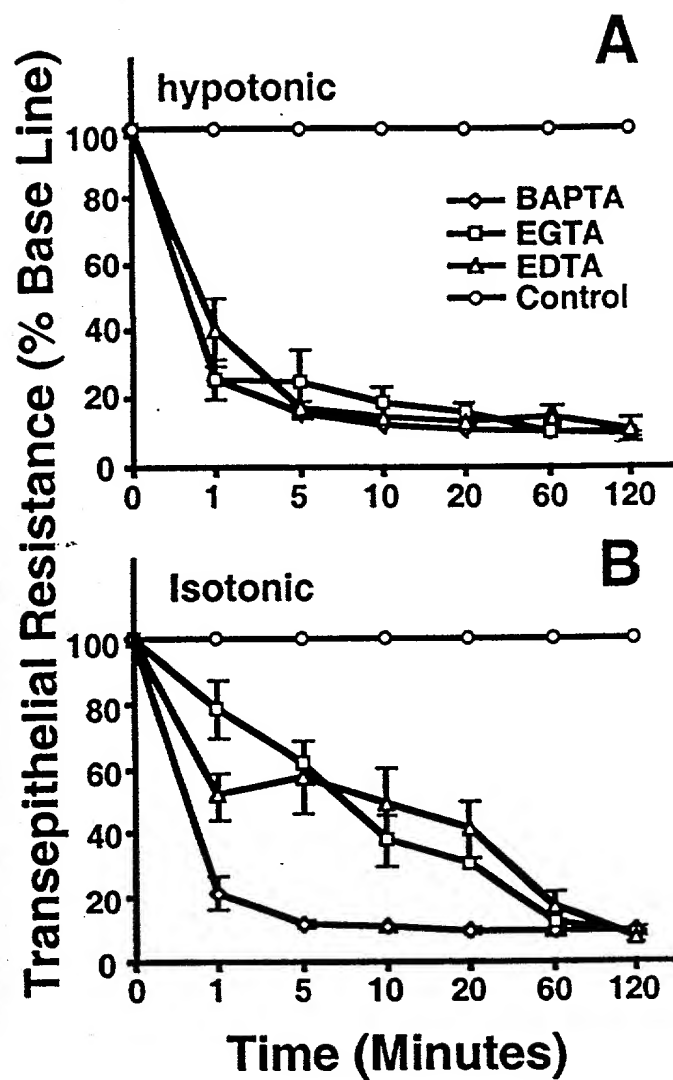 A
hypotonic
Transepithelial Resistance (% Base Line)
100
80
60
40
20
0
BAPTA
EGTA
EDTA
Control
0 1 5 10 20 60 120
B
Isotonic
100
80
60
40
20
0
0 1 5 10 20 60 120
Time (Minutes)